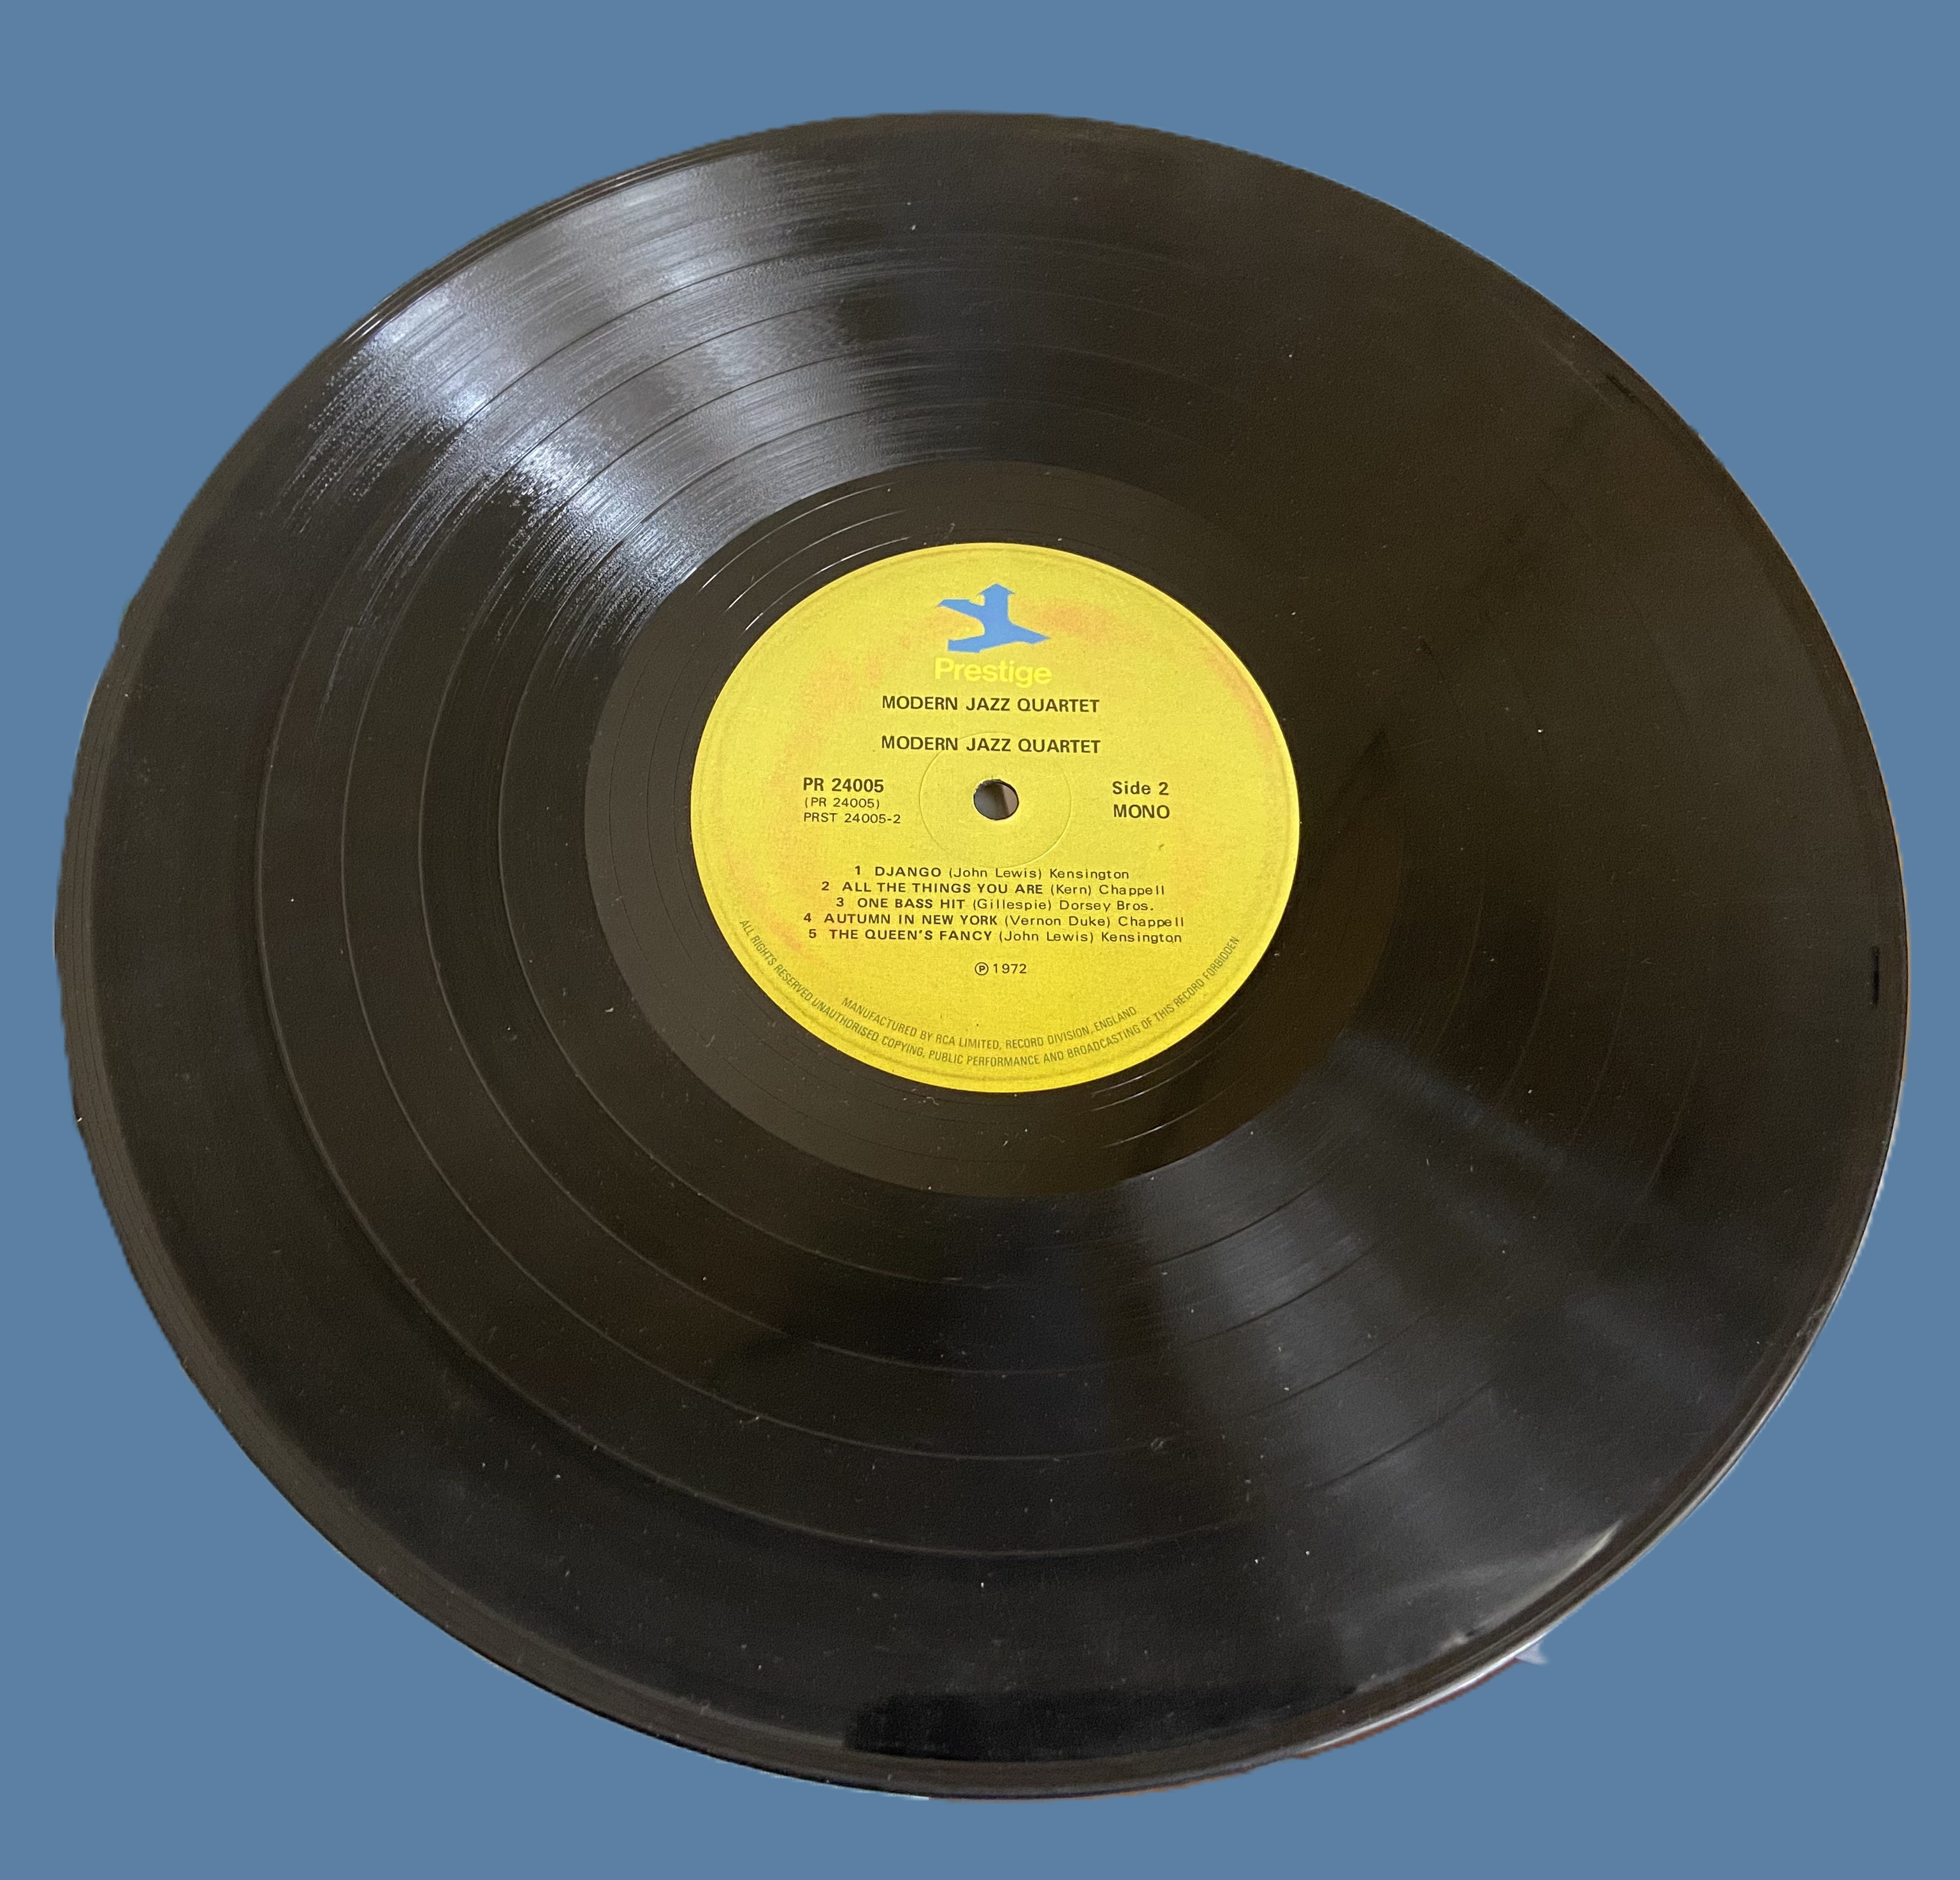 Prestige
MODERN JAZZ QUARTET
MODERN JAZZ QUARTET
PR 24005
(PR 24005)
PRST 24005-2
Side 2
MONO
1 DJANGO (John Lewis) Kensington
2 ALL THE THINGS YOU ARE (Kern) Chappell
3 ONE BASS HIT (Gillespie) Dorsey Bros.
4 AUTUMN IN NEW YORK (Vernon Duke) Chappell
5 THE QUEEN'S FANCY (John Lewis) Kensington
℗ 1972
MANUFACTURED BY RCA LIMITED, RECORD DIVISION, ENGLAND
ALL RIGHTS RESERVED UNAUTHORISED COPYING, PUBLIC PERFORMANCE AND BROADCASTING OF THIS RECORD FORBIDDEN